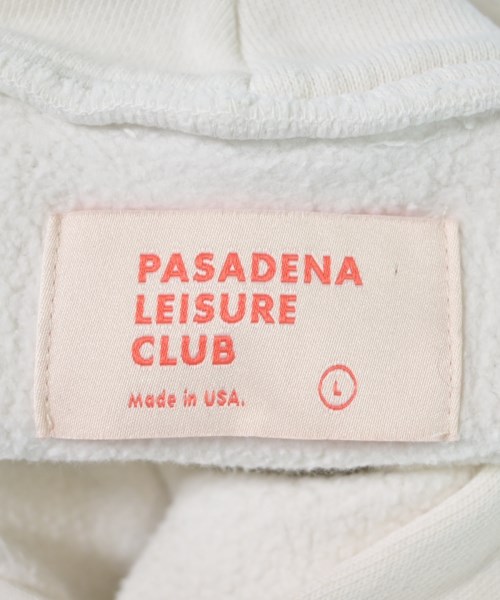 PASADENA
LEISURE
CLUB
Made in USA.
L